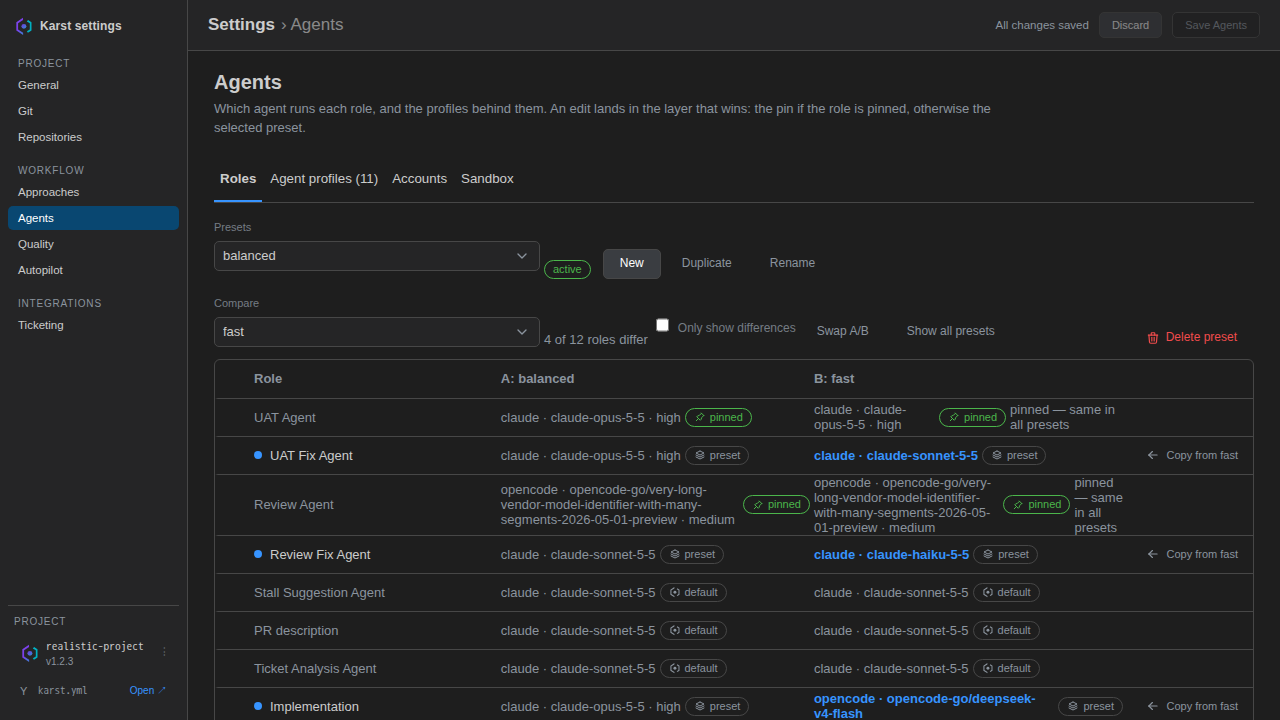 Karst settings
Settings › Agents
All changes saved
Discard
Save Agents
PROJECT
General
Git
Repositories
WORKFLOW
Approaches
Agents
Quality
Autopilot
INTEGRATIONS
Ticketing
PROJECT
realistic-project
v1.2.3
Y karst.yml
Open ↗
Agents
Which agent runs each role, and the profiles behind them. An edit lands in the layer that wins: the pin if the role is pinned, otherwise the
selected preset.
Roles
Agent profiles (11)
Accounts
Sandbox
Presets
balanced
active
New
Duplicate
Rename
Compare
fast
4 of 12 roles differ
Only show differences
Swap A/B
Show all presets
Delete preset
Role
A: balanced
B: fast
UAT Agent
claude · claude-opus-5-5 · high
pinned
claude · claude-
opus-5-5 · high
pinned
pinned — same in
all presets
UAT Fix Agent
claude · claude-opus-5-5 · high
preset
claude · claude-sonnet-5-5
preset
Copy from fast
Review Agent
opencode · opencode-go/very-long-
vendor-model-identifier-with-many-
segments-2026-05-01-preview · medium
pinned
opencode · opencode-go/very-
long-vendor-model-identifier-
with-many-segments-2026-05-
01-preview · medium
pinned
pinned
— same
in all
presets
Review Fix Agent
claude · claude-sonnet-5-5
preset
claude · claude-haiku-5-5
preset
Copy from fast
Stall Suggestion Agent
claude · claude-sonnet-5-5
default
claude · claude-sonnet-5-5
default
PR description
claude · claude-sonnet-5-5
default
claude · claude-sonnet-5-5
default
Ticket Analysis Agent
claude · claude-sonnet-5-5
default
claude · claude-sonnet-5-5
default
Implementation
claude · claude-opus-5-5 · high
preset
opencode · opencode-go/deepseek-
v4-flash
preset
Copy from fast